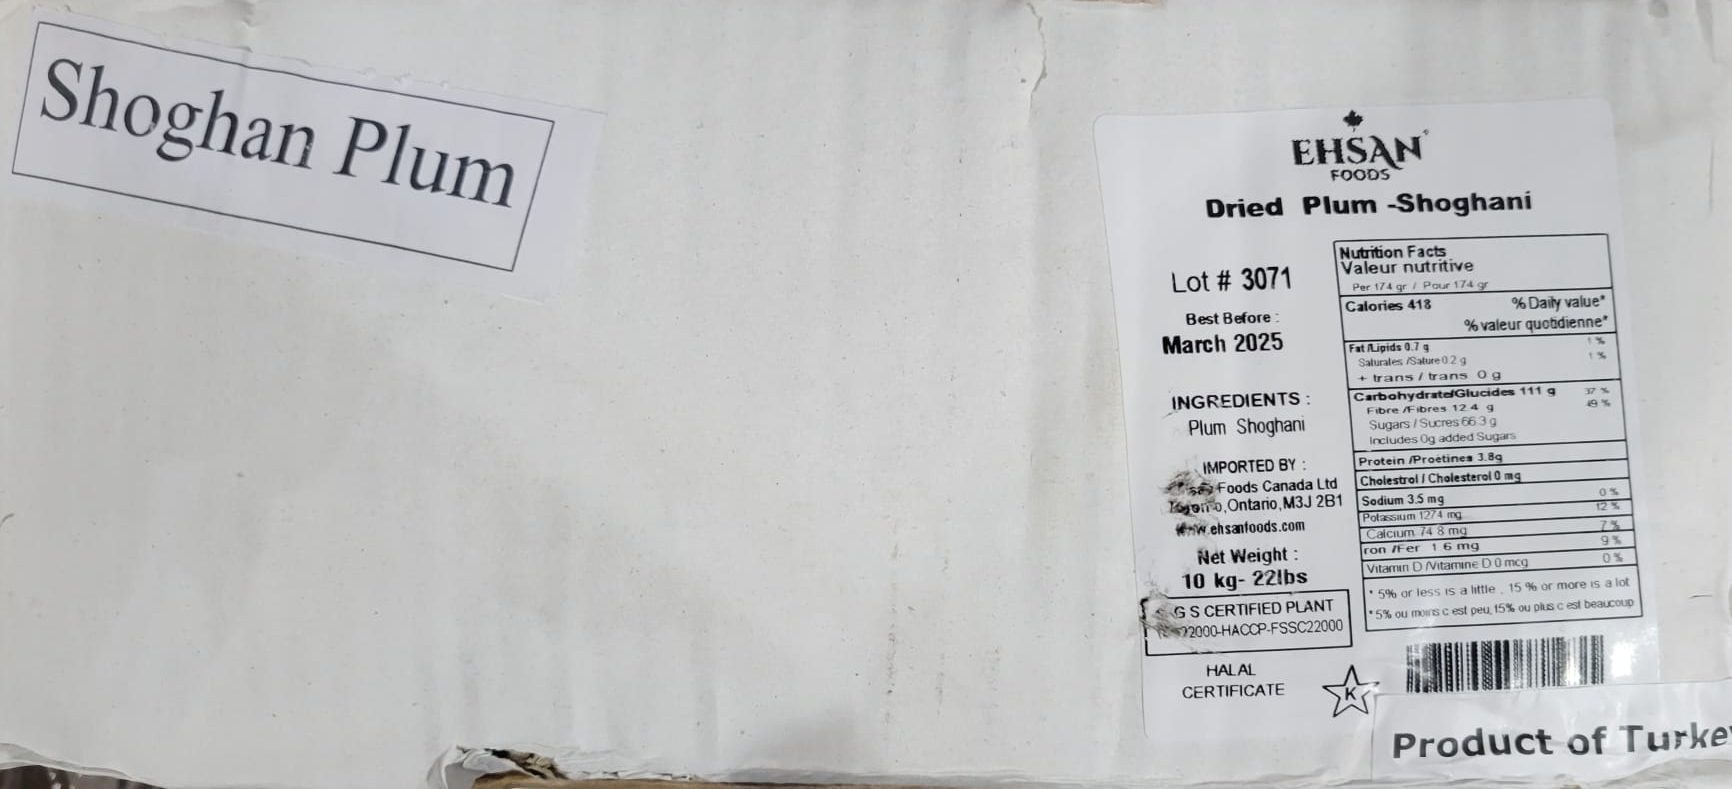 Shoghan Plum
EHSAN
FOODS
Dried Plum -Shoghani
Lot # 3071
Best Before :
March 2025
INGREDIENTS :
Plum Shoghani
IMPORTED BY :
Foods Canada Ltd
,Ontario,M3J 2B1
.ehsanfoods.com
Net Weight :
10 kg- 22lbs
G S CERTIFIED PLANT
22000-HACCP-FSSC22000
HALAL
CERTIFICATE
K
Nutrition Facts
Valeur nutritive
Per 174 gr / Pour 174 gr
Calories 418
% Daily value*
% valeur quotidienne*
Fat /Lipids 0.7 g 1 %
Saturates /Sature 0.2 g 1 %
+ trans / trans 0 g
Carbohydrate/Glucides 111 g 37 %
Fibre /Fibres 12.4 g 49 %
Sugars / Sucres 66.3 g
Includes 0g added Sugars
Protein /Proetines 3.8g
Cholestrol / Cholesterol 0 mg
Sodium 3.5 mg 0 %
Potassium 1274 mg 12 %
Calcium 74.8 mg 7 %
ron /Fer 1.6 mg 9 %
Vitamin D /Vitamine D 0 mcg 0 %
* 5% or less is a little , 15 % or more is a lot
*5% ou moins c est peu, 15% ou plus c est beaucoup
Product of Turke